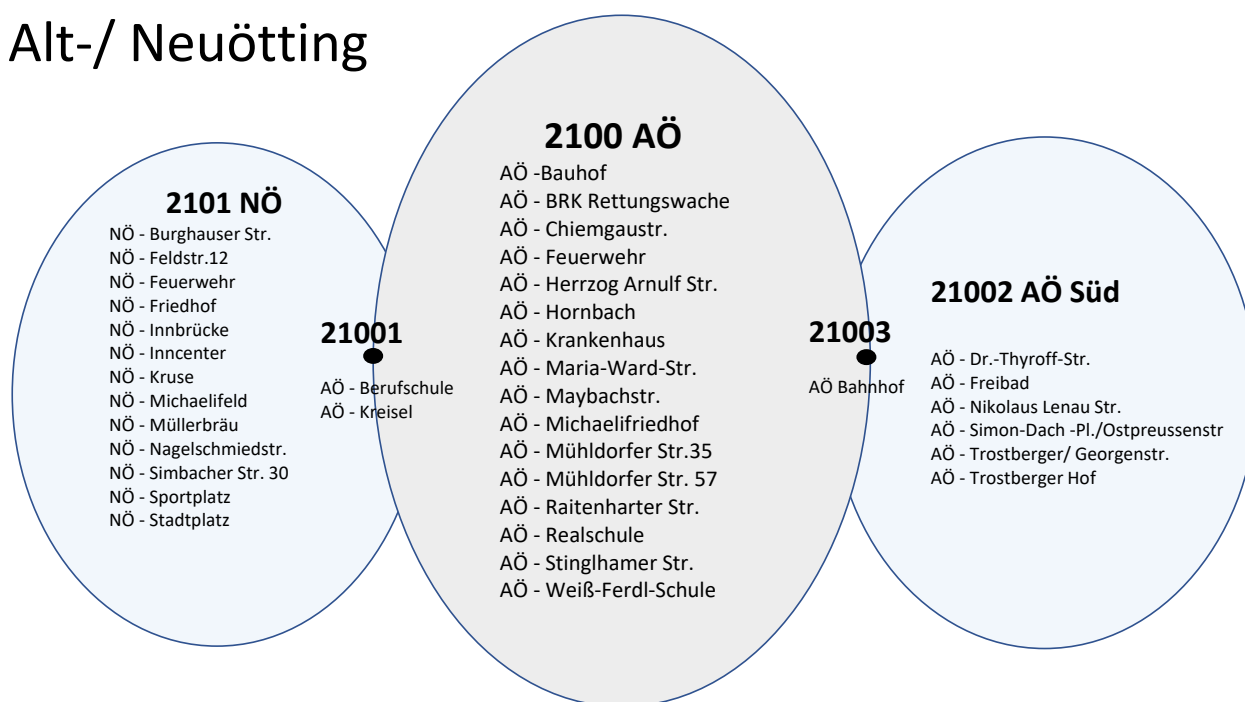 Alt-/ Neuötting
2101 NÖ
NÖ - Burghauser Str.
NÖ - Feldstr.12
NÖ - Feuerwehr
NÖ - Friedhof
NÖ - Innbrücke
NÖ - Inncenter
NÖ - Kruse
NÖ - Michaelifeld
NÖ - Müllerbräu
NÖ - Nagelschmiedstr.
NÖ - Simbacher Str. 30
NÖ - Sportplatz
NÖ - Stadtplatz
21001
AÖ - Berufschule
AÖ - Kreisel
2100 AÖ
AÖ -Bauhof
AÖ - BRK Rettungswache
AÖ - Chiemgaustr.
AÖ - Feuerwehr
AÖ - Herrzog Arnulf Str.
AÖ - Hornbach
AÖ - Krankenhaus
AÖ - Maria-Ward-Str.
AÖ - Maybachstr.
AÖ - Michaelifriedhof
AÖ - Mühldorfer Str.35
AÖ - Mühldorfer Str. 57
AÖ - Raitenharter Str.
AÖ - Realschule
AÖ - Stinglhamer Str.
AÖ - Weiß-Ferdl-Schule
21003
AÖ Bahnhof
21002 AÖ Süd
AÖ - Dr.-Thyroff-Str.
AÖ - Freibad
AÖ - Nikolaus Lenau Str.
AÖ - Simon-Dach -Pl./Ostpreussenstr
AÖ - Trostberger/ Georgenstr.
AÖ - Trostberger Hof